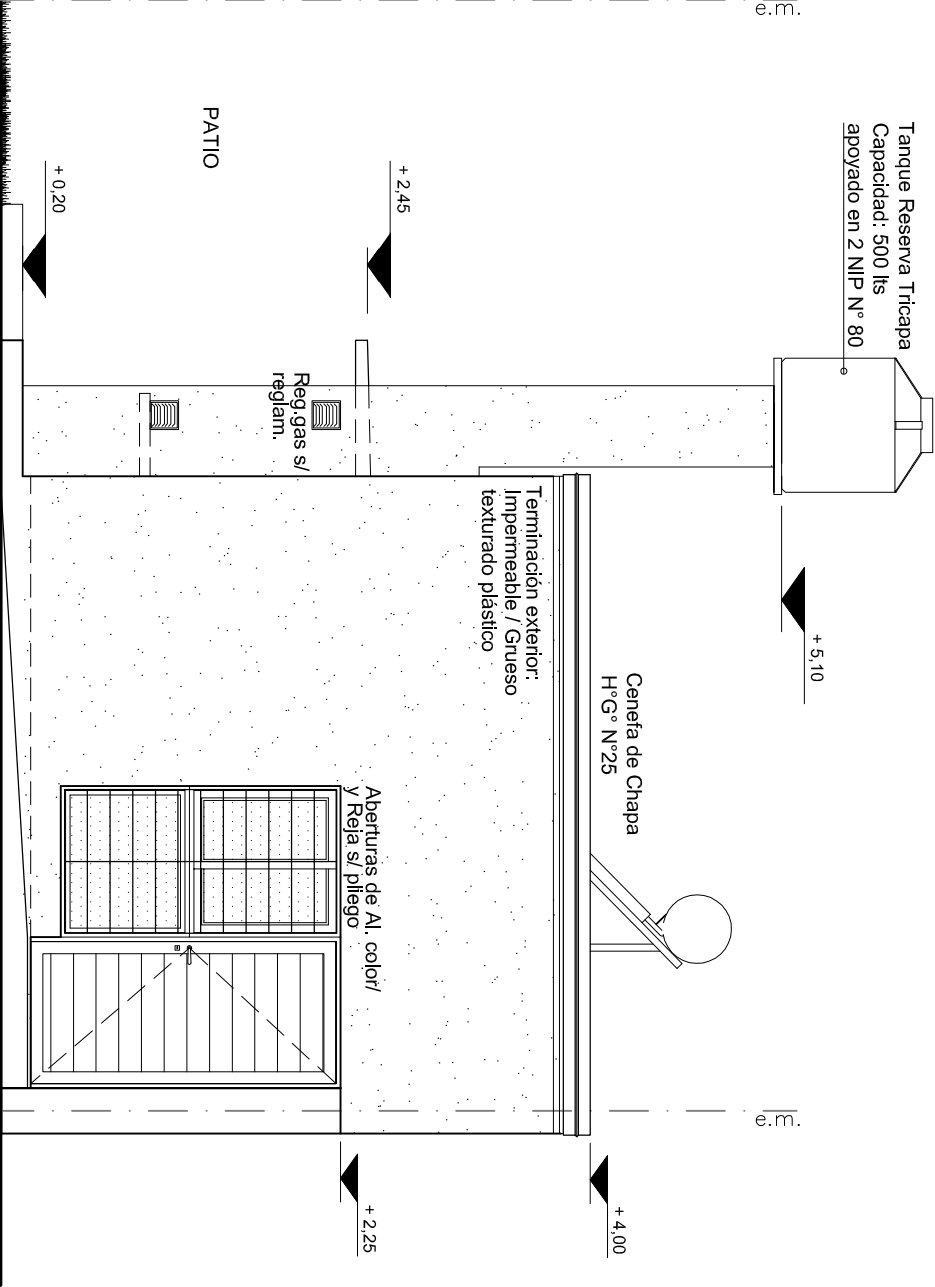 e.m.
Tanque Reserva Tricapa
Capacidad: 500 lts
apoyado en 2 NIP N° 80
+ 5,10
Cenefa de Chapa
H°G° N°25
e.m.
+ 4,00
Terminación exterior:
Impermeable / Grueso
texturado plástico
+ 2,45
Aberturas de Al. color/
y Reja s/ pliego
+ 2,25
Reg.gas s/
reglam.
PATIO
+ 0,20